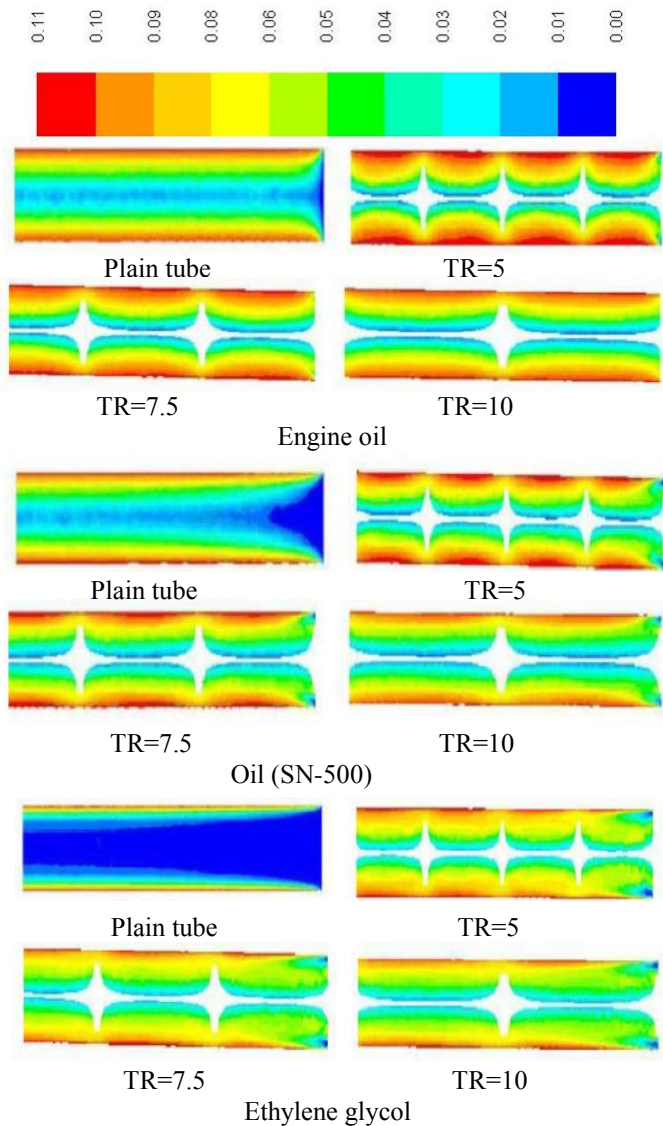 0.11 0.10 0.09 0.08 0.06 0.05 0.04 0.03 0.02 0.01 0.00
Plain tube TR=5
TR=7.5 TR=10
Engine oil
Plain tube TR=5
TR=7.5 TR=10
Oil (SN-500)
Plain tube TR=5
TR=7.5 TR=10
Ethylene glycol